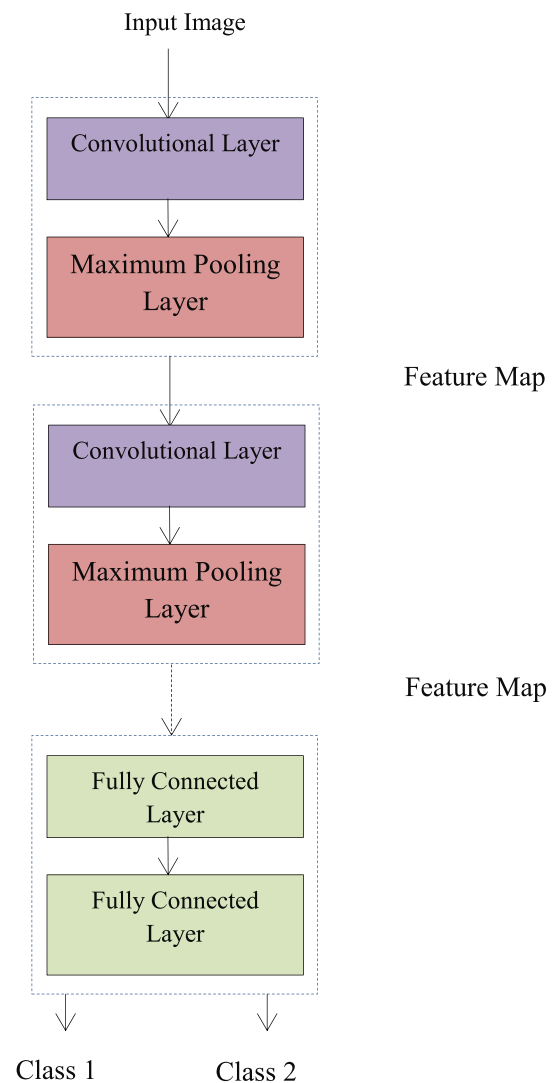 Input Image
Convolutional Layer
Maximum Pooling
Layer
Feature Map
Convolutional Layer
Maximum Pooling
Layer
Feature Map
Fully Connected
Layer
Fully Connected
Layer
Class 1
Class 2